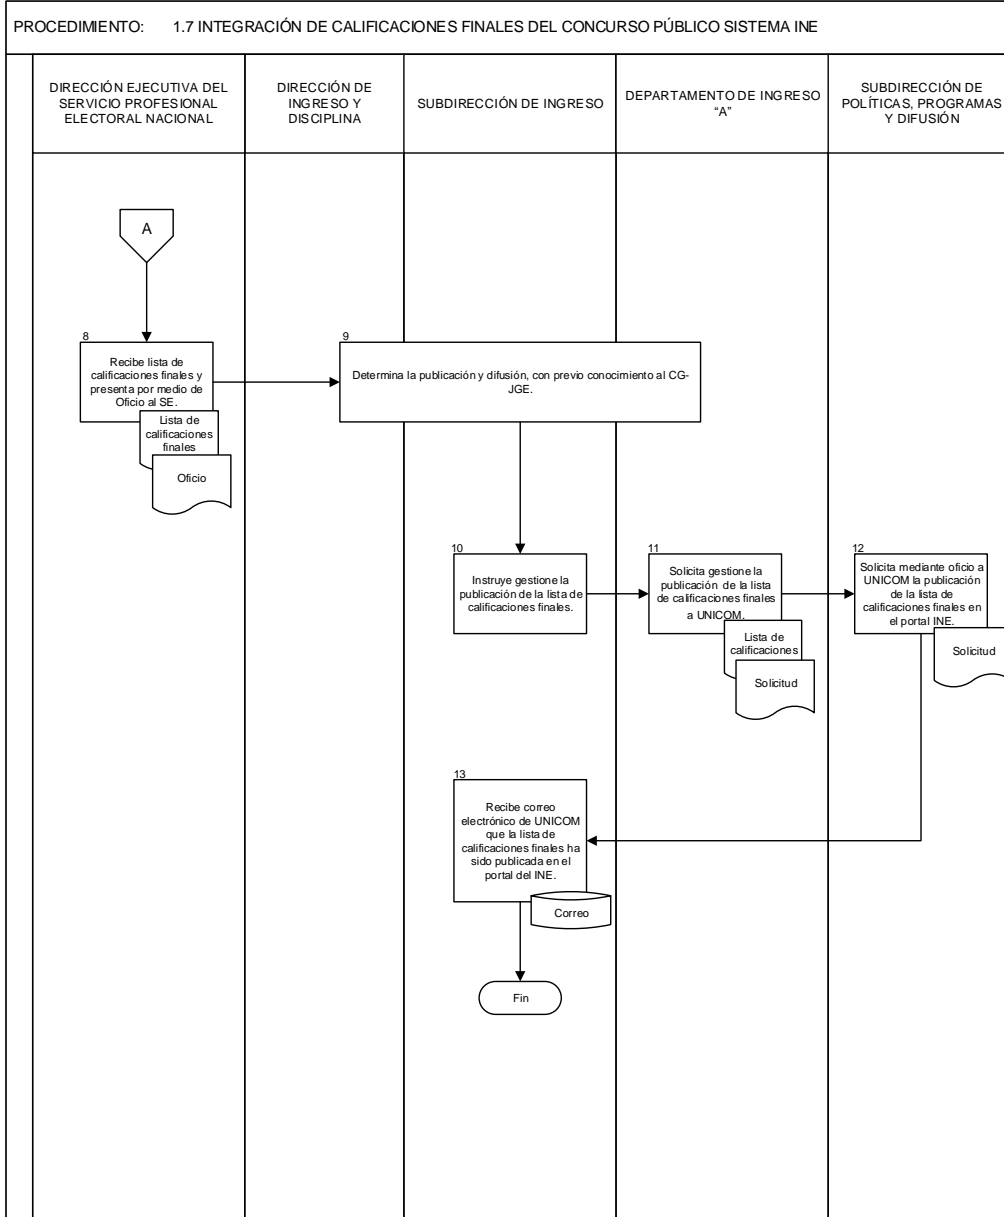 PROCEDIMIENTO: 1.7 INTEGRACIÓN DE CALIFICACIONES FINALES DEL CONCURSO PÚBLICO SISTEMA INE
DIRECCIÓN EJECUTIVA DEL
SERVICIO PROFESIONAL
ELECTORAL NACIONAL
DIRECCIÓN DE
INGRESO Y
DISCIPLINA
SUBDIRECCIÓN DE INGRESO
DEPARTAMENTO DE INGRESO
“A”
SUBDIRECCIÓN DE
POLÍTICAS, PROGRAMAS
Y DIFUSIÓN
A
8
Recibe lista de
calificaciones finales y
presenta por medio de
Oficio al SE.
Lista de
calificaciones
finales
Oficio
9
Determina la publicación y difusión, con previo conocimiento al CG-
JGE.
10
Instruye gestione la
publicación de la lista de
calificaciones finales.
11
Solicita gestione la
publicación de la lista
de calificaciones finales
a UNICOM.
Lista de
calificaciones
Solicitud
12
Solicita mediante oficio a
UNICOM la publicación
de la lista de
calificaciones finales en
el portal INE.
Solicitud
13
Recibe correo
electrónico de UNICOM
que la lista de
calificaciones finales ha
sido publicada en el
portal del INE.
Correo
Fin